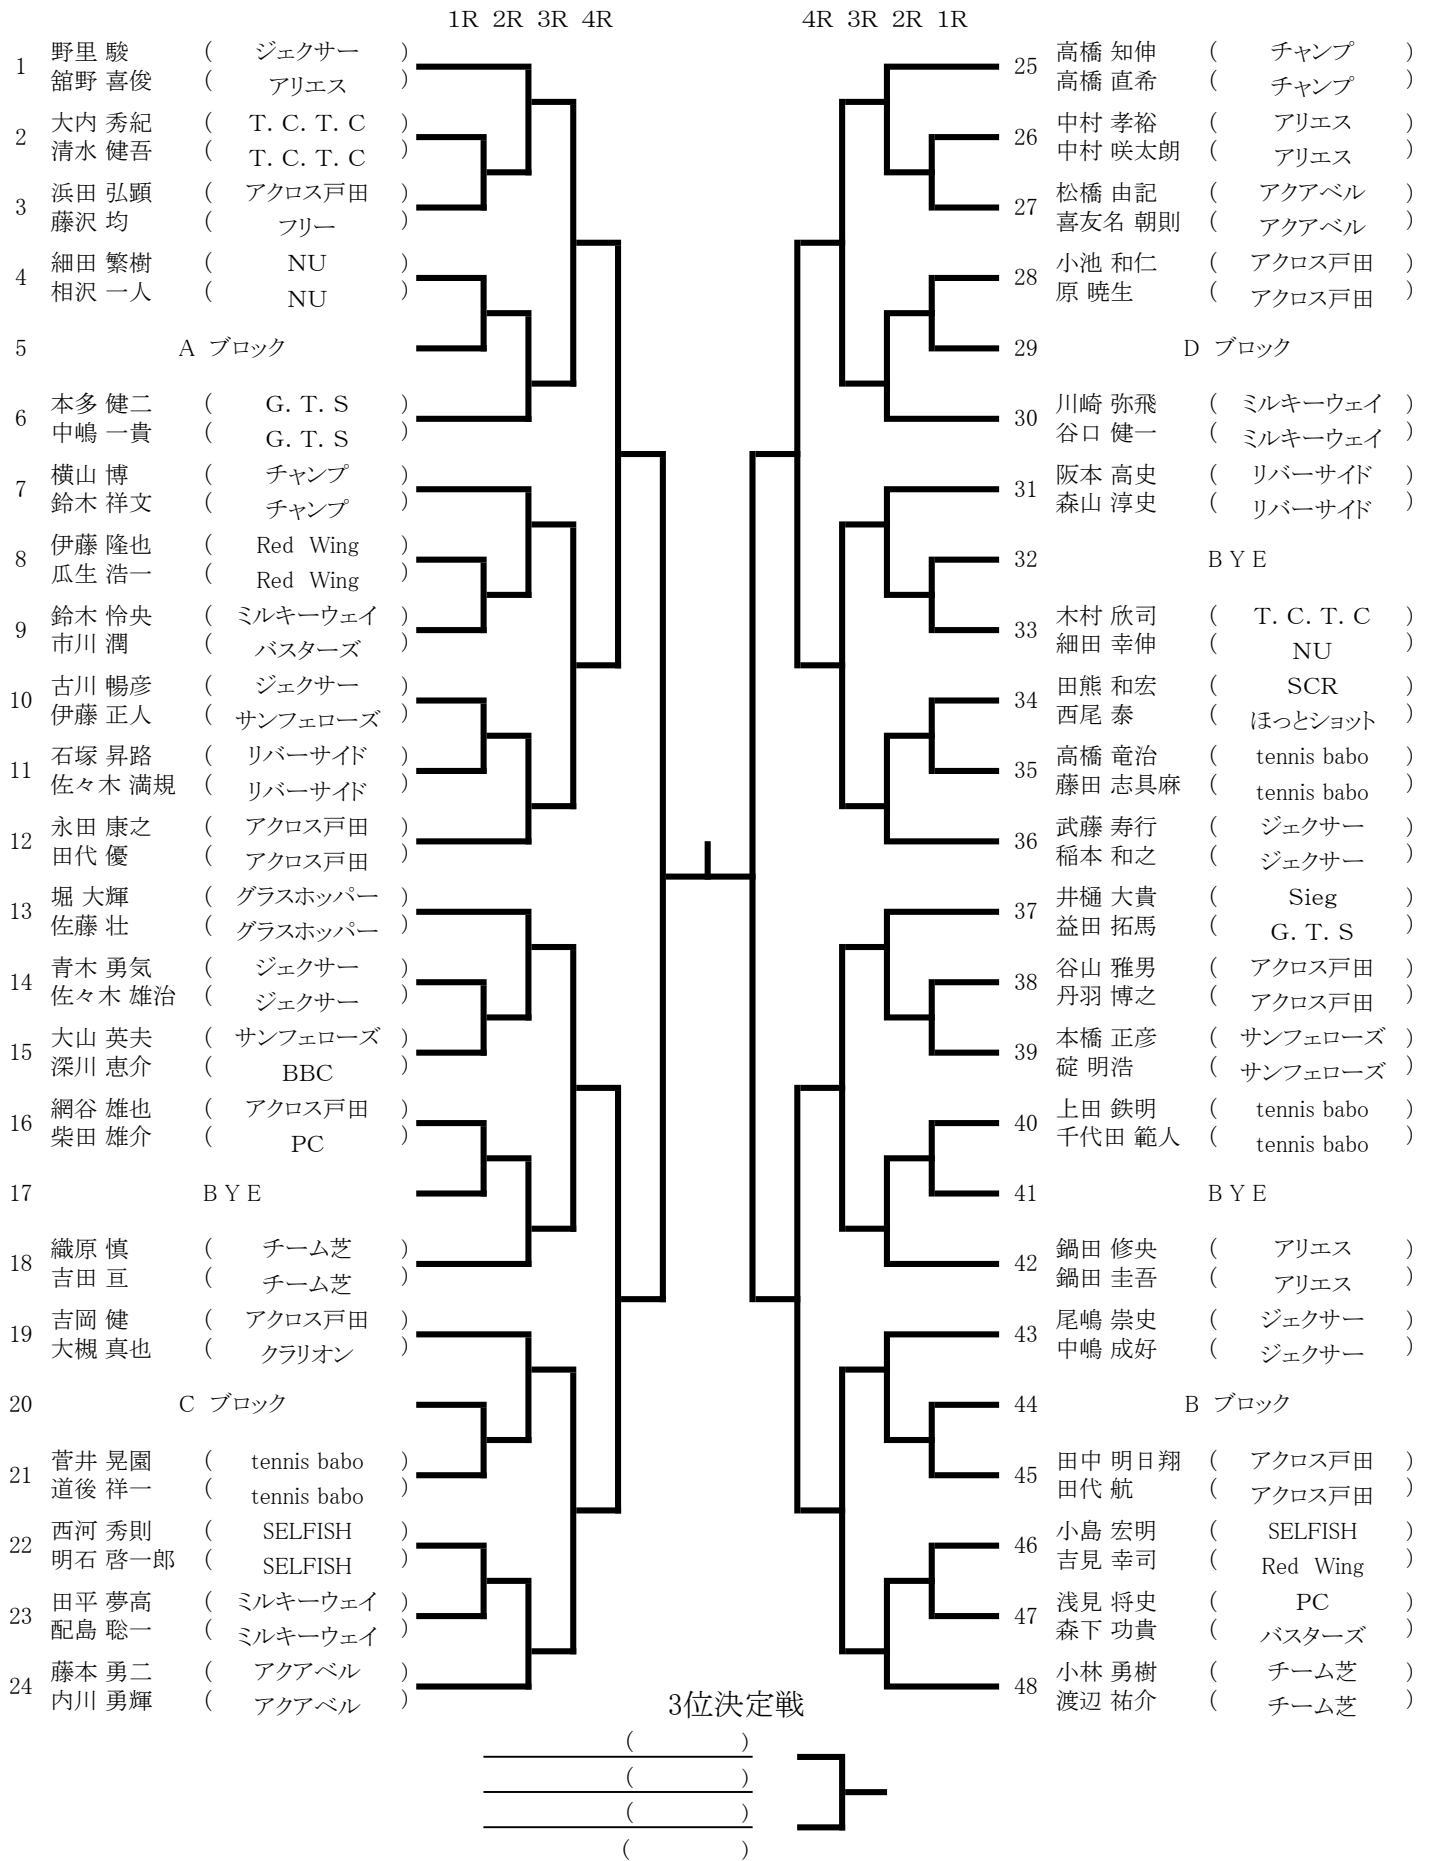 1R 2R 3R 4R
4R 3R 2R 1R
1 野里 駿 ( ジェクサー )
舘野 喜俊 ( アリエス )
2 大内 秀紀 ( T. C. T. C )
清水 健吾 ( T. C. T. C )
3 浜田 弘顕 ( アクロス戸田 )
藤沢 均 ( フリー )
4 細田 繁樹 ( NU )
相沢 一人 ( NU )
5 A ブロック
6 本多 健二 ( G. T. S )
中嶋 一貴 ( G. T. S )
7 横山 博 ( チャンプ )
鈴木 祥文 ( チャンプ )
8 伊藤 隆也 ( Red Wing )
瓜生 浩一 ( Red Wing )
9 鈴木 怜央 ( ミルキーウェイ )
市川 潤 ( バスターズ )
10 古川 暢彦 ( ジェクサー )
伊藤 正人 ( サンフェローズ )
11 石塚 昇路 ( リバーサイド )
佐々木 満規 ( リバーサイド )
12 永田 康之 ( アクロス戸田 )
田代 優 ( アクロス戸田 )
13 堀 大輝 ( グラスホッパー )
佐藤 壮 ( グラスホッパー )
14 青木 勇気 ( ジェクサー )
佐々木 雄治 ( ジェクサー )
15 大山 英夫 ( サンフェローズ )
深川 恵介 ( BBC )
16 網谷 雄也 ( アクロス戸田 )
柴田 雄介 ( PC )
17 B Y E
18 織原 慎 ( チーム芝 )
吉田 亘 ( チーム芝 )
19 吉岡 健 ( アクロス戸田 )
大槻 真也 ( クラリオン )
20 C ブロック
21 菅井 晃園 ( tennis babo )
道後 祥一 ( tennis babo )
22 西河 秀則 ( SELFISH )
明石 啓一郎 ( SELFISH )
23 田平 夢高 ( ミルキーウェイ )
配島 聡一 ( ミルキーウェイ )
24 藤本 勇二 ( アクアベル )
内川 勇輝 ( アクアベル )
25 高橋 知伸 ( チャンプ )
高橋 直希 ( チャンプ )
26 中村 孝裕 ( アリエス )
中村 咲太朗 ( アリエス )
27 松橋 由記 ( アクアベル )
喜友名 朝則 ( アクアベル )
28 小池 和仁 ( アクロス戸田 )
原 暁生 ( アクロス戸田 )
29 D ブロック
30 川崎 弥飛 ( ミルキーウェイ )
谷口 健一 ( ミルキーウェイ )
31 阪本 高史 ( リバーサイド )
森山 淳史 ( リバーサイド )
32 B Y E
33 木村 欣司 ( T. C. T. C )
細田 幸伸 ( NU )
34 田熊 和宏 ( SCR )
西尾 泰 ( ほっとショット )
35 高橋 竜治 ( tennis babo )
藤田 志具麻 ( tennis babo )
36 武藤 寿行 ( ジェクサー )
稲本 和之 ( ジェクサー )
37 井樋 大貴 ( Sieg )
益田 拓馬 ( G. T. S )
38 谷山 雅男 ( アクロス戸田 )
丹羽 博之 ( アクロス戸田 )
39 本橋 正彦 ( サンフェローズ )
碇 明浩 ( サンフェローズ )
40 上田 鉄明 ( tennis babo )
千代田 範人 ( tennis babo )
41 B Y E
42 鍋田 修央 ( アリエス )
鍋田 圭吾 ( アリエス )
43 尾嶋 崇史 ( ジェクサー )
中嶋 成好 ( ジェクサー )
44 B ブロック
45 田中 明日翔 ( アクロス戸田 )
田代 航 ( アクロス戸田 )
46 小島 宏明 ( SELFISH )
吉見 幸司 ( Red Wing )
47 浅見 将史 ( PC )
森下 功貴 ( バスターズ )
48 小林 勇樹 ( チーム芝 )
渡辺 祐介 ( チーム芝 )
3位決定戦
( )
( )
( )
( )